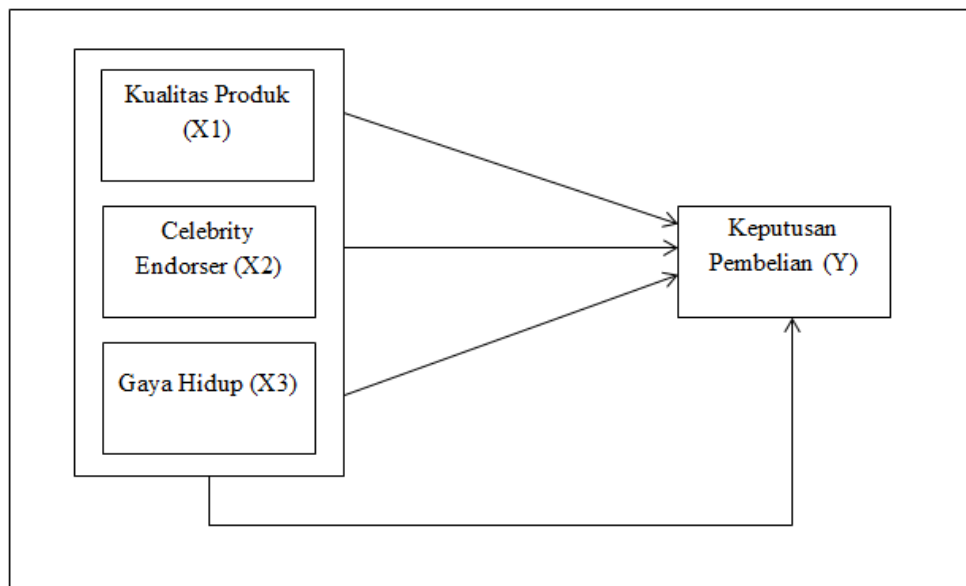 Kualitas Produk
(X1)
Celebrity
Endorser (X2)
Gaya Hidup (X3)
Keputusan
Pembelian (Y)